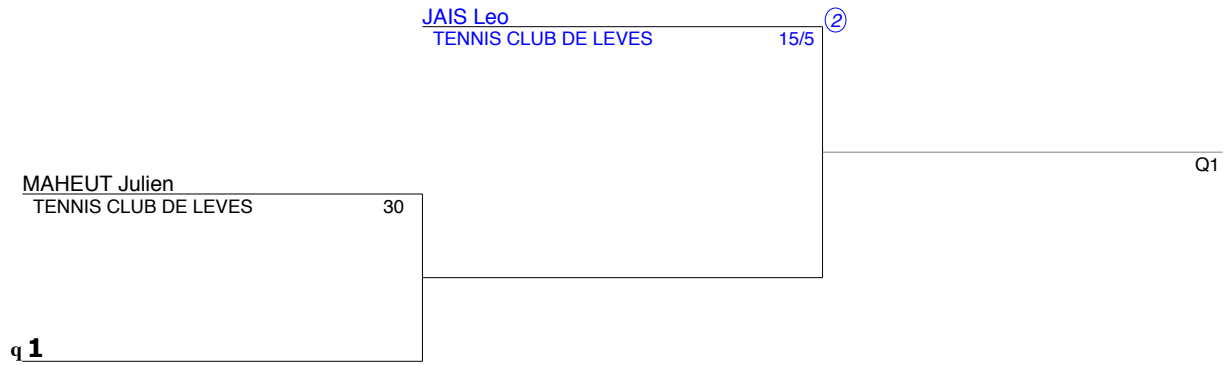 JAIS Leo 2
TENNIS CLUB DE LEVES 15/5
Q1
MAHEUT Julien
TENNIS CLUB DE LEVES 30
q 1